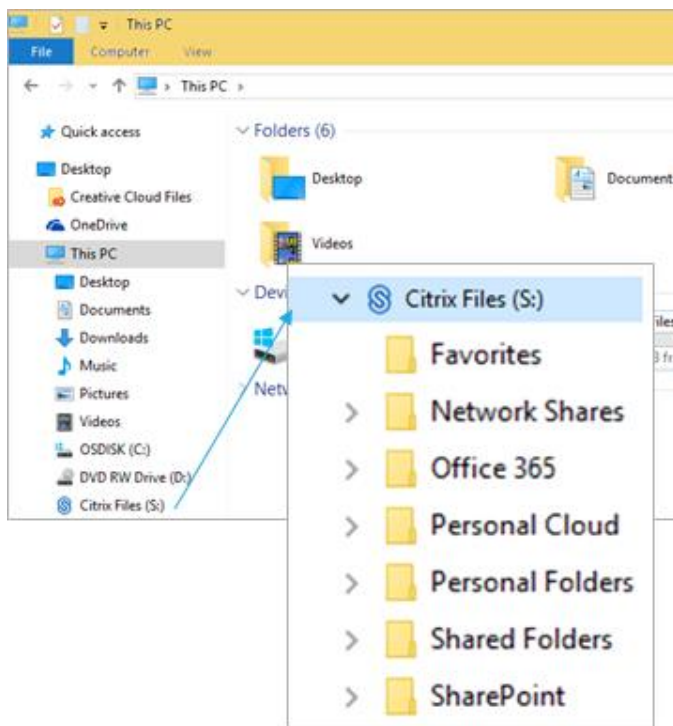 This PC
File Computer View
This PC
Quick access
Desktop
Creative Cloud Files
OneDrive
This PC
Desktop
Documents
Downloads
Music
Pictures
Videos
OSDISK (C:)
DVD RW Drive (D:)
Citrix Files (S:)
Folders (6)
Desktop
Document
Videos
Citrix Files (S:)
Favorites
Network Shares
Office 365
Personal Cloud
Personal Folders
Shared Folders
SharePoint